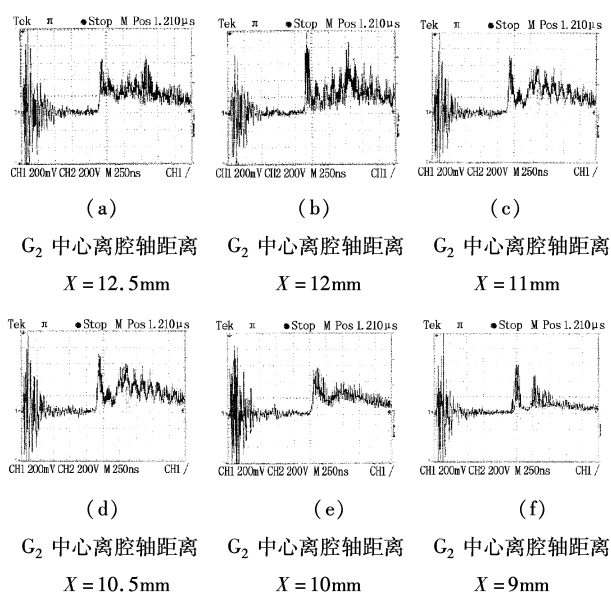 Tek π ●Stop M Pos 1.210μs
CH1 200mV CH2 200V M 250ns CH1 /
(a)
G₂ 中心离腔轴距离
X = 12.5mm
Tek π ●Stop M Pos 1.210μs
CH1 200mV CH2 200V M 250ns CH1 /
(b)
G₂ 中心离腔轴距离
X = 12mm
Tek π ●Stop M Pos 1.210μs
CH1 200mV CH2 200V M 250ns CH1 /
(c)
G₂ 中心离腔轴距离
X = 11mm
Tek π ●Stop M Pos 1.210μs
CH1 200mV CH2 200V M 250ns CH1 /
(d)
G₂ 中心离腔轴距离
X = 10.5mm
Tek π ●Stop M Pos 1.210μs
CH1 200mV CH2 200V M 250ns CH1 /
(e)
G₂ 中心离腔轴距离
X = 10mm
Tek π ●Stop M Pos 1.210μs
CH1 200mV CH2 200V M 250ns CH1 /
(f)
G₂ 中心离腔轴距离
X = 9mm